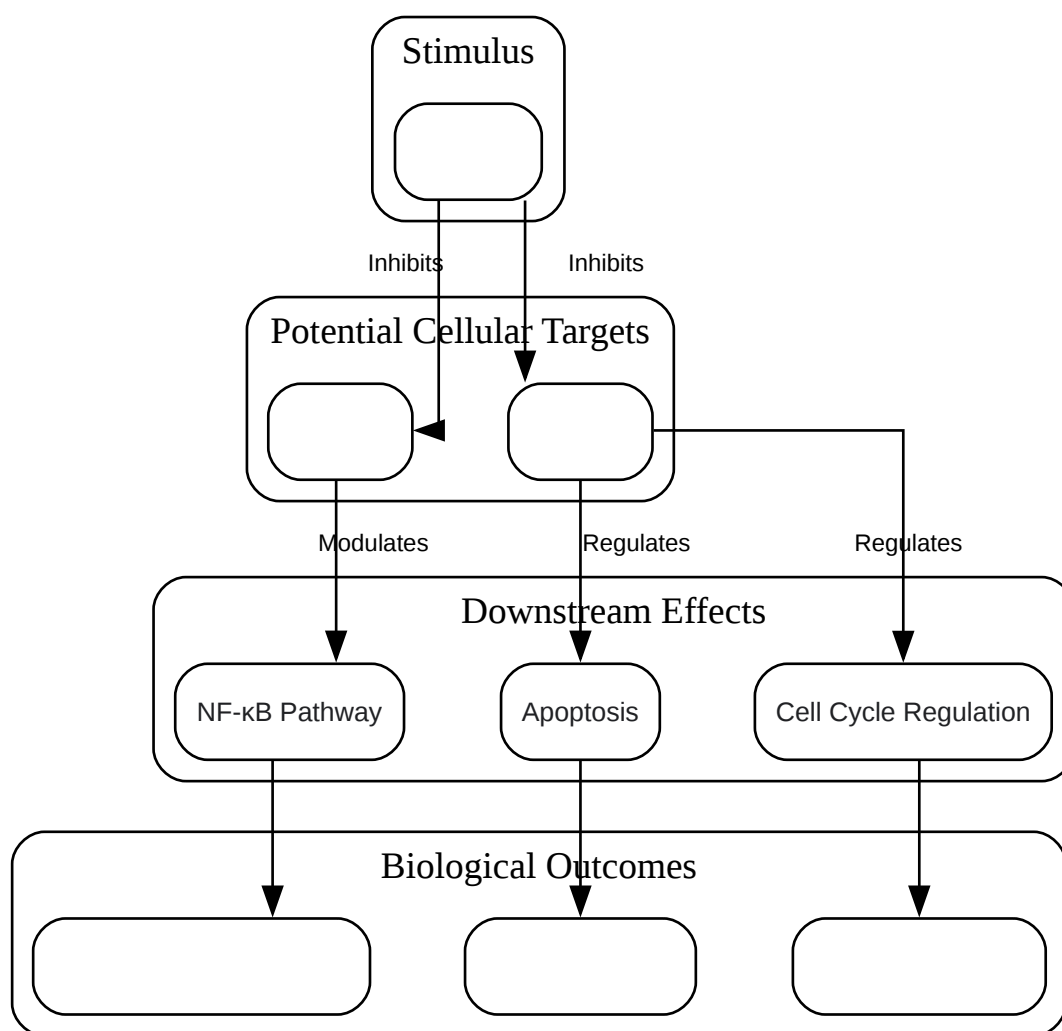 Stimulus
Inhibits
Inhibits
Potential Cellular Targets
Modulates
Regulates
Regulates
Downstream Effects
NF-κB Pathway
Apoptosis
Cell Cycle Regulation
Biological Outcomes